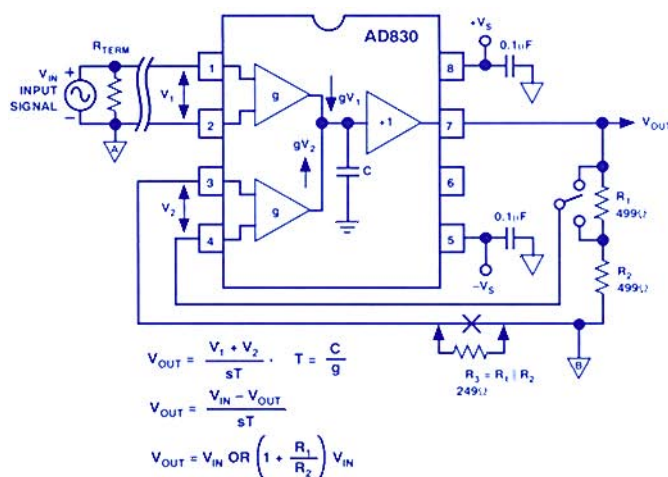 AD830
+VS
0.1µF
RTERM
VIN
+
INPUT
SIGNAL
−
A
V1
1
2
g
gV1
gV2
+1
C
8
7
VOUT
V2
3
4
g
6
5
0.1µF
−VS
R1
499Ω
R2
499Ω
R3 = R1 | R2
249Ω
B
VOUT = V1 + V2 / sT . T = C / g
VOUT = VIN − VOUT / sT
VOUT = VIN OR (1 + R1 / R2) VIN